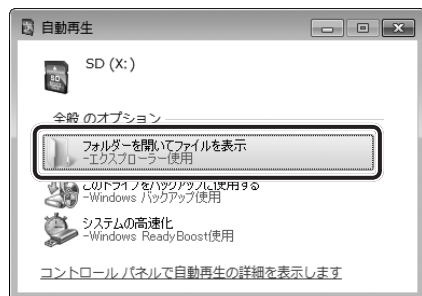 自動再生
SD (X:)
全般 のオプション
フォルダーを開いてファイルを表示
-エクスプローラー使用
このドライブをバックアップに使用する
-Windows バックアップ使用
システムの高速化
-Windows ReadyBoost使用
コントロール パネルで自動再生の詳細を表示します